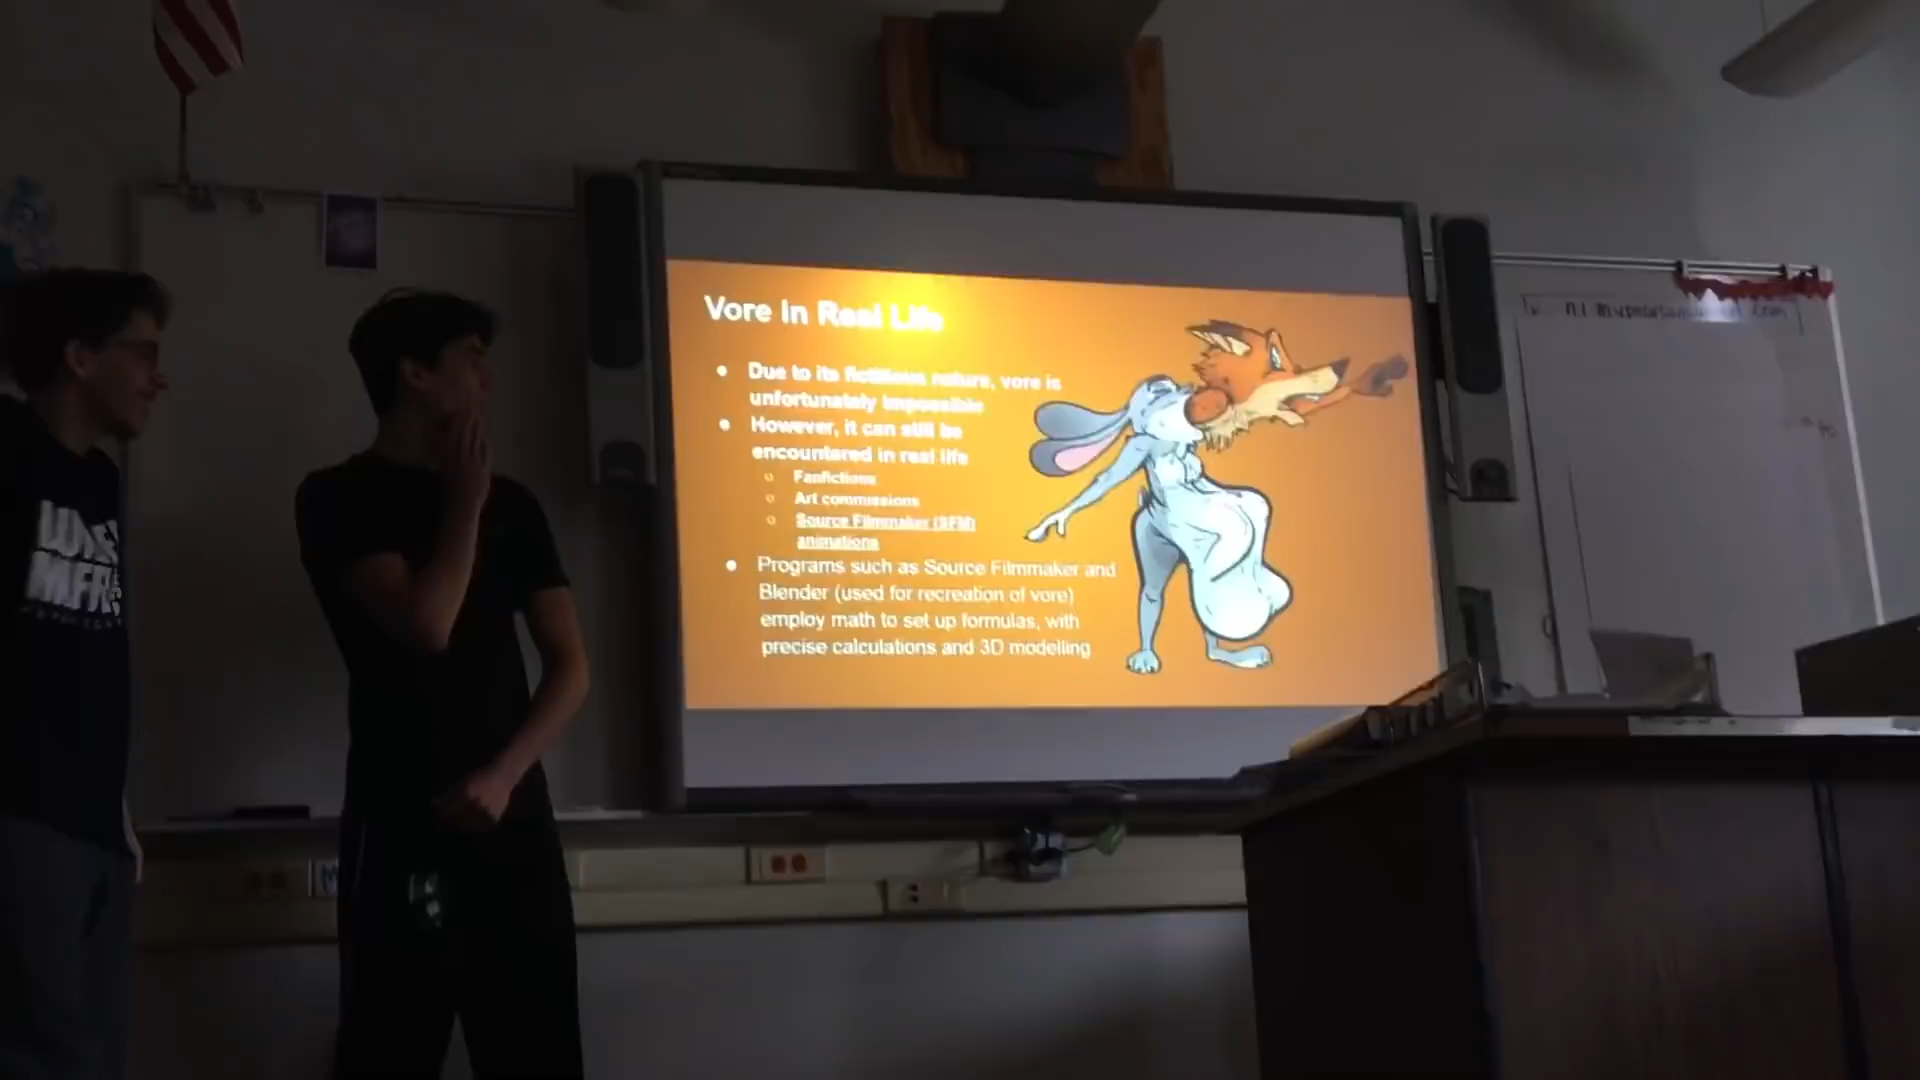 Vore In Real Life
● Due to its fictitious nature, vore is
unfortunately impossible
● However, it can still be
encountered in real life
○ Fanfictions
○ Art commissions
○ Source Filmmaker (SFM)
animations
● Programs such as Source Filmmaker and
Blender (used for recreation of vore)
employ math to set up formulas, with
precise calculations and 3D modelling